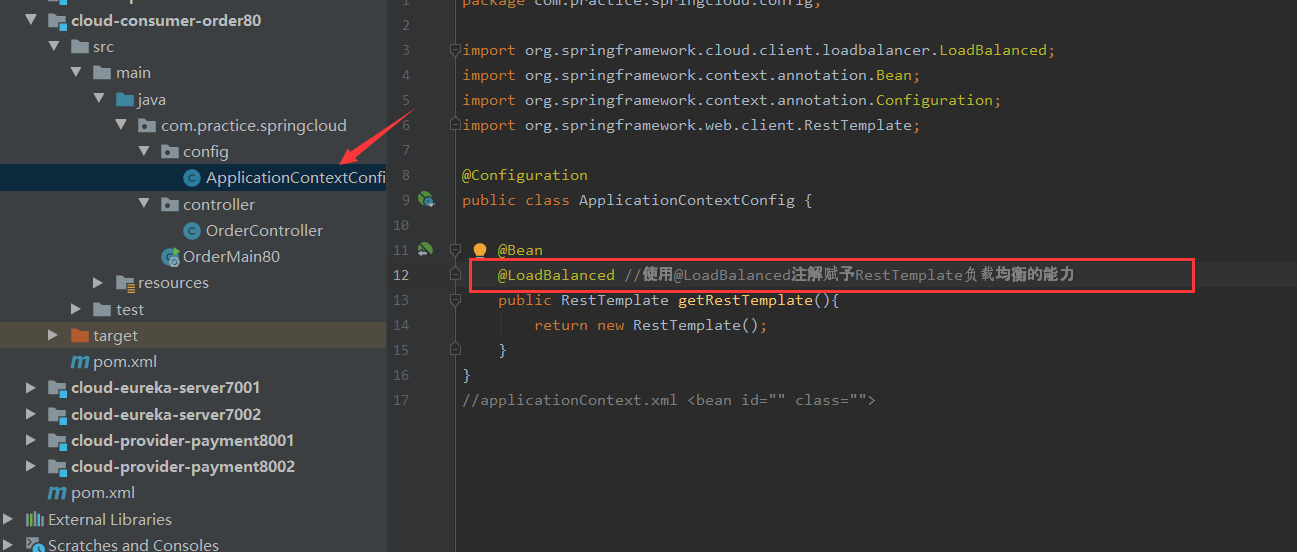 cloud-consumer-order80
src
main
java
com.practice.springcloud
config
ApplicationContextConfi
controller
OrderController
OrderMain80
resources
test
target
pom.xml
cloud-eureka-server7001
cloud-eureka-server7002
cloud-provider-payment8001
cloud-provider-payment8002
pom.xml
External Libraries
Scratches and Consoles
1 package com.practice.springcloud.config;
2
3 import org.springframework.cloud.client.loadbalancer.LoadBalanced;
4 import org.springframework.context.annotation.Bean;
5 import org.springframework.context.annotation.Configuration;
6 import org.springframework.web.client.RestTemplate;
7
8 @Configuration
9 public class ApplicationContextConfig {
10
11 @Bean
12 @LoadBalanced //使用@LoadBalanced注解赋予RestTemplate负载均衡的能力
13 public RestTemplate getRestTemplate(){
14 return new RestTemplate();
15 }
16 }
17 //applicationContext.xml <bean id="" class="">